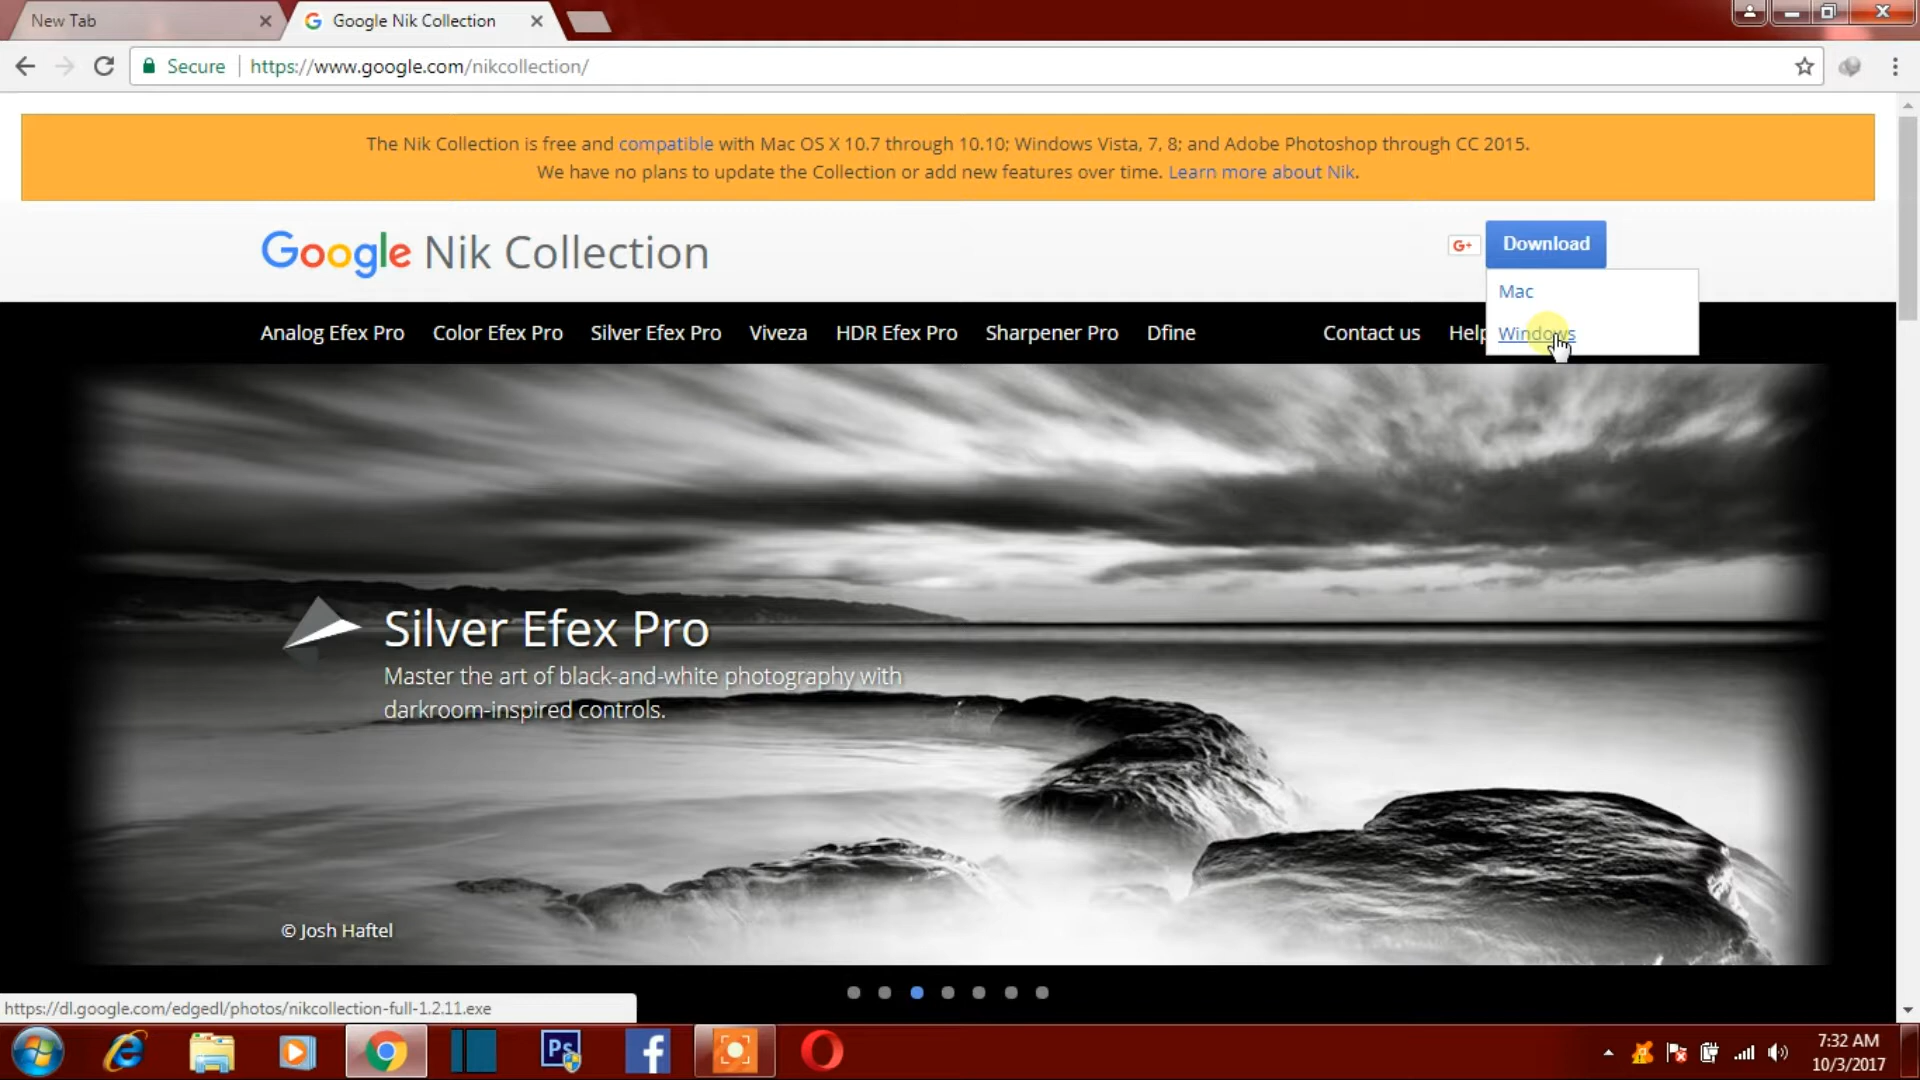 New Tab
Google Nik Collection
Secure
https://www.google.com/nikcollection/
The Nik Collection is free and compatible with Mac OS X 10.7 through 10.10; Windows Vista, 7, 8; and Adobe Photoshop through CC 2015.
We have no plans to update the Collection or add new features over time. Learn more about Nik.
Google Nik Collection
G+
Download
Mac
Windows
Analog Efex Pro
Color Efex Pro
Silver Efex Pro
Viveza
HDR Efex Pro
Sharpener Pro
Dfine
Contact us
Help
Silver Efex Pro
Master the art of black-and-white photography with
darkroom-inspired controls.
© Josh Haftel
https://dl.google.com/edgedl/photos/nikcollection-full-1.2.11.exe
Ps
7:32 AM
10/3/2017